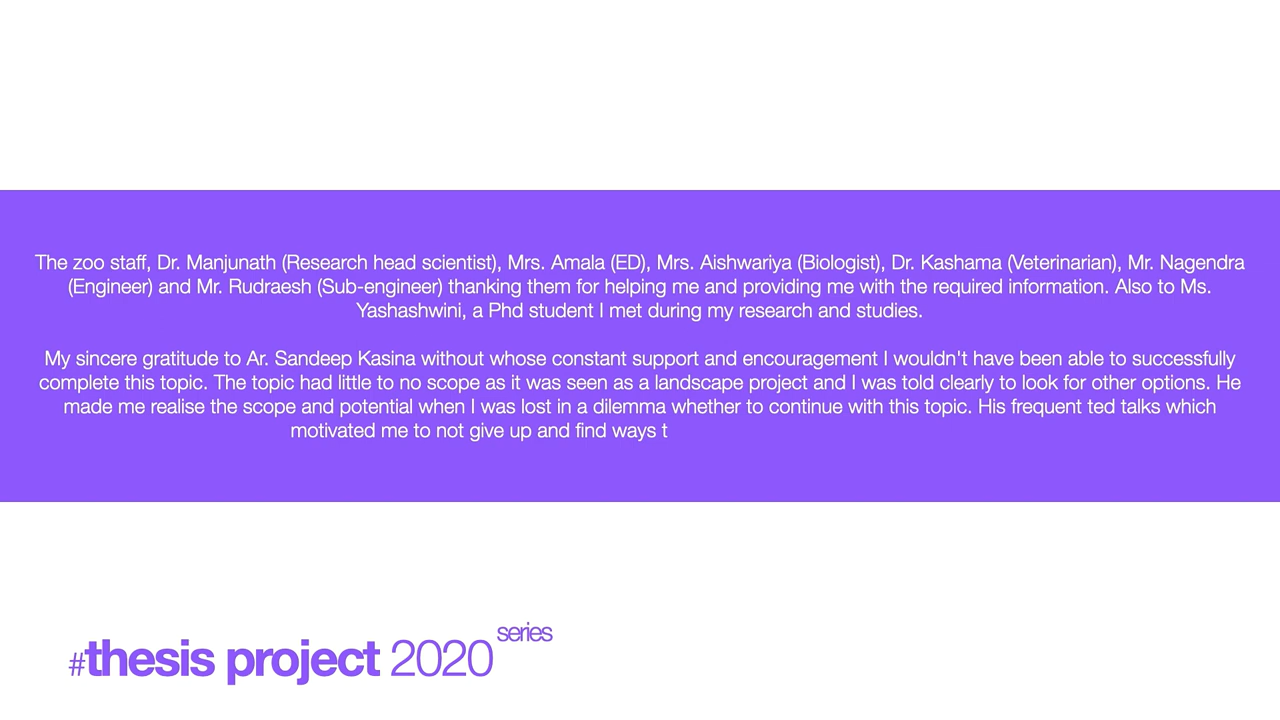 The zoo staff, Dr. Manjunath (Research head scientist), Mrs. Amala (ED), Mrs. Aishwariya (Biologist), Dr. Kashama (Veterinarian), Mr. Nagendra
(Engineer) and Mr. Rudraesh (Sub-engineer) thanking them for helping me and providing me with the required information. Also to Ms.
Yashashwini, a Phd student I met during my research and studies.
My sincere gratitude to Ar. Sandeep Kasina without whose constant support and encouragement I wouldn't have been able to successfully
complete this topic. The topic had little to no scope as it was seen as a landscape project and I was told clearly to look for other options. He
made me realise the scope and potential when I was lost in a dilemma whether to continue with this topic. His frequent ted talks which
motivated me to not give up and find ways t
#thesis project 2020 series